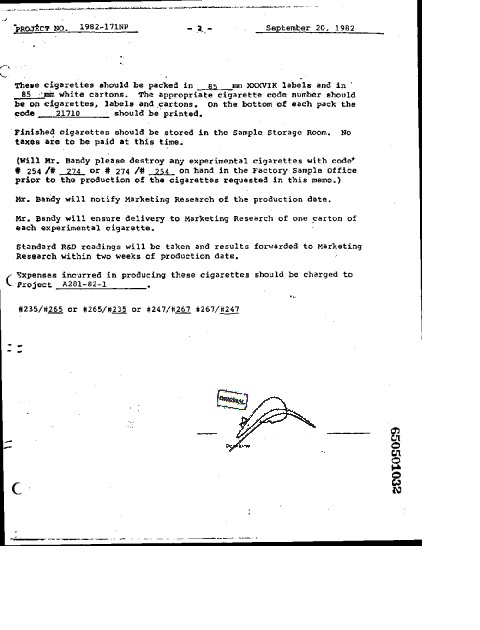 PROJECT NO. 1982-171NP - 2 - September 20, 1982
These cigarettes should be packed in 85 mm XXXVIK labels and in
85 mm white cartons. The appropriate cigarette code number should
be on cigarettes, labels and cartons. On the bottom of each pack the
code 21710 should be printed.
Finished cigarettes should be stored in the Sample Storage Room. No
taxes are to be paid at this time.
(Will Mr. Bandy please destroy any experimental cigarettes with code
# 254 /# 274 or # 274 /# 254 on hand in the Factory Sample Office
prior to the production of the cigarettes requested in this memo.)
Mr. Bandy will notify Marketing Research of the production date.
Mr. Bandy will ensure delivery to Marketing Research of one carton of
each experimental cigarette.
Standard R&D readings will be taken and results forwarded to Marketing
Research within two weeks of production date.
Expenses incurred in producing these cigarettes should be charged to
Project A281-82-1 .
#235/#265 or #265/#235 or #247/#267 #267/#247
ORIGINAL
650501032